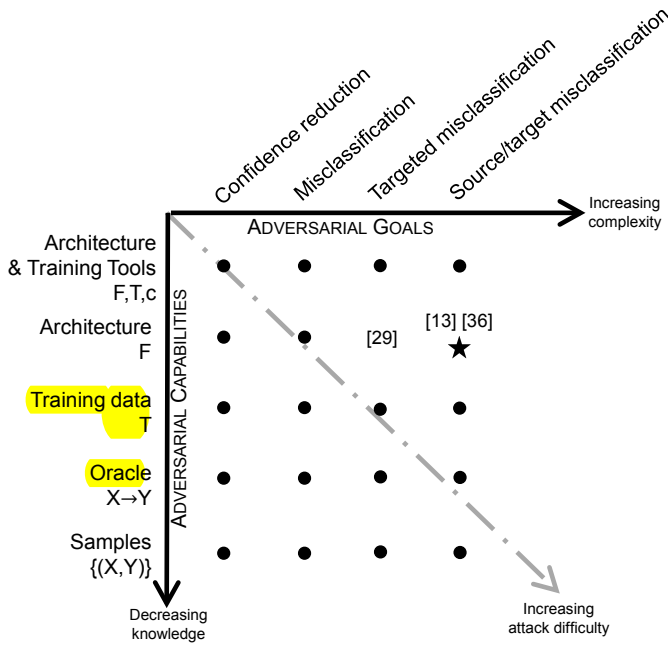 Confidence reduction
Misclassification
Targeted misclassification
Source/target misclassification
Increasing
complexity
ADVERSARIAL GOALS
ADVERSARIAL CAPABILITIES
Architecture
& Training Tools
F,T,c
Architecture
F
[29]
[13] [36]
Training data
T
Oracle
X→Y
Samples
{(X,Y)}
Decreasing
knowledge
Increasing
attack difficulty